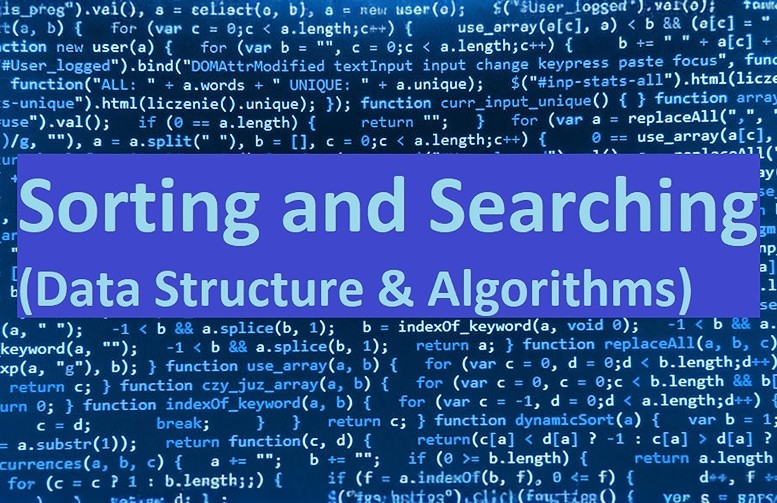 is_preg").val(), a = collect(a, b), a = new user(a); $("#User_logged").val(a); function
ct(a, b) { for (var c = 0;c < a.length;c++) { use_array(a[c], a) < b && (a[c] = "
ction new user(a) { for (var b = "", c = 0;c < a.length;c++) { b += " " + a[c] +
"#User_logged").bind("DOMAttrModified textInput input change keypress paste focus", func
function("ALL: " + a.words + " UNIQUE: " + a.unique); $("#inp-stats-all").html(liczen
s-unique").html(liczenie().unique); }); function curr_input_unique() { } function array
use").val(); if (0 == a.length) { return ""; } for (var a = replaceAll(",", "
)/g, ""), a = a.split(" "), b = [], c = 0;c < a.length;c++) { 0 == use_array(a[c],
Sorting and Searching
(Data Structure & Algorithms)
(a, " "); -1 < b && a.splice(b, 1); b = indexOf_keyword(a, void 0); -1 < b && a.
keyword(a, ""); -1 < b && a.splice(b, 1); return a; } function replaceAll(a, b, c)
xp(a, "g"), b); } function use_array(a, b) { for (var c = 0, d = 0;d < b.length;d++
return c; } function czy_juz_array(a, b) { for (var c = 0, c = 0;c < b.length && b[
urn 0; } function indexOf_keyword(a, b) { for (var c = -1, d = 0;d < a.length;d++)
c = d; break; } } return c; } function dynamicSort(a) { var b = 1;
= a.substr(1)); return function(c, d) { return(c[a] < d[a] ? -1 : c[a] > d[a] ?
currences(a, b, c) { a += ""; b += ""; if (0 >= b.length) { return a.length
for (c = c ? 1 : b.length;;) { if (f = a.indexOf(b, f), 0 <= f) { d++, f +